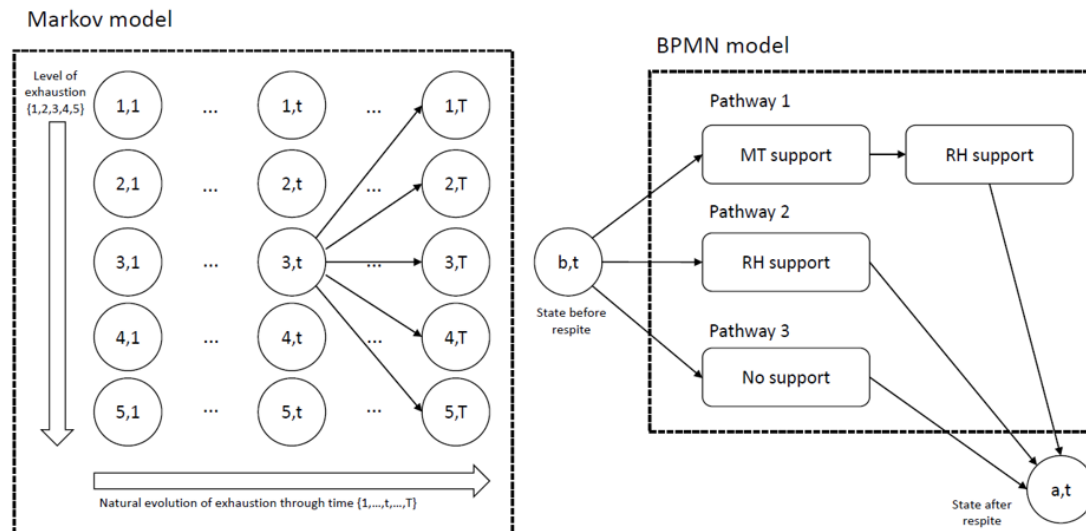 Markov model
Level of
exhaustion
{1,2,3,4,5}
1,1 ... 1,t ... 1,T
2,1 ... 2,t ... 2,T
3,1 ... 3,t ... 3,T
4,1 ... 4,t ... 4,T
5,1 ... 5,t ... 5,T
Natural evolution of exhaustion through time {1,...,t,...,T}
BPMN model
Pathway 1
MT support RH support
Pathway 2
b,t
RH support
State before
respite
Pathway 3
No support
a,t
State after
respite